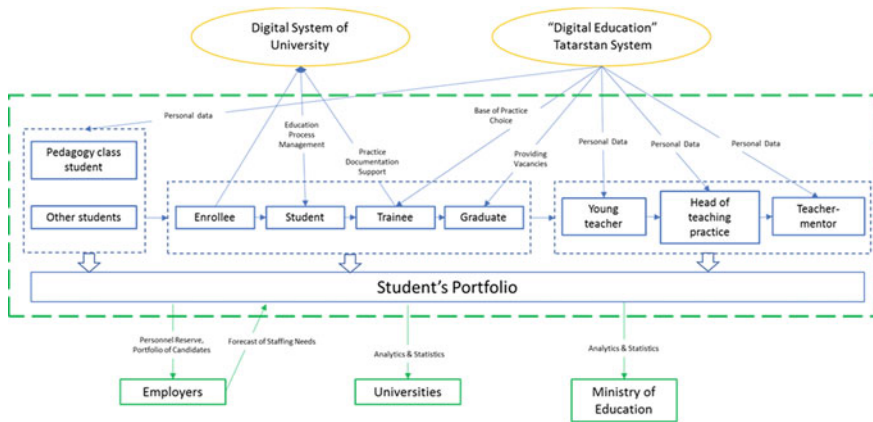 Digital System of
University
“Digital Education”
Tatarstan System
Personal data
Education
Process
Management
Base of Practice
Choice
Practice
Documentation
Support
Providing
Vacancies
Personal Data
Personal Data
Personal Data
Pedagogy class
student
Other students
Enrollee
Student
Trainee
Graduate
Young
teacher
Head of
teaching
practice
Teacher-
mentor
Student’s Portfolio
Personnel Reserve,
Portfolio of Candidates
Forecast of Staffing Needs
Analytics & Statistics
Analytics & Statistics
Employers
Universities
Ministry of
Education